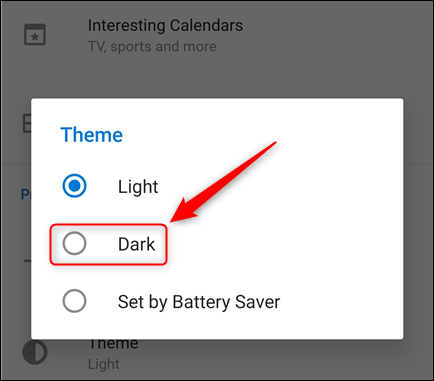 Interesting Calendars
TV, sports and more
Theme
Light
Dark
Set by Battery Saver
Theme
Light